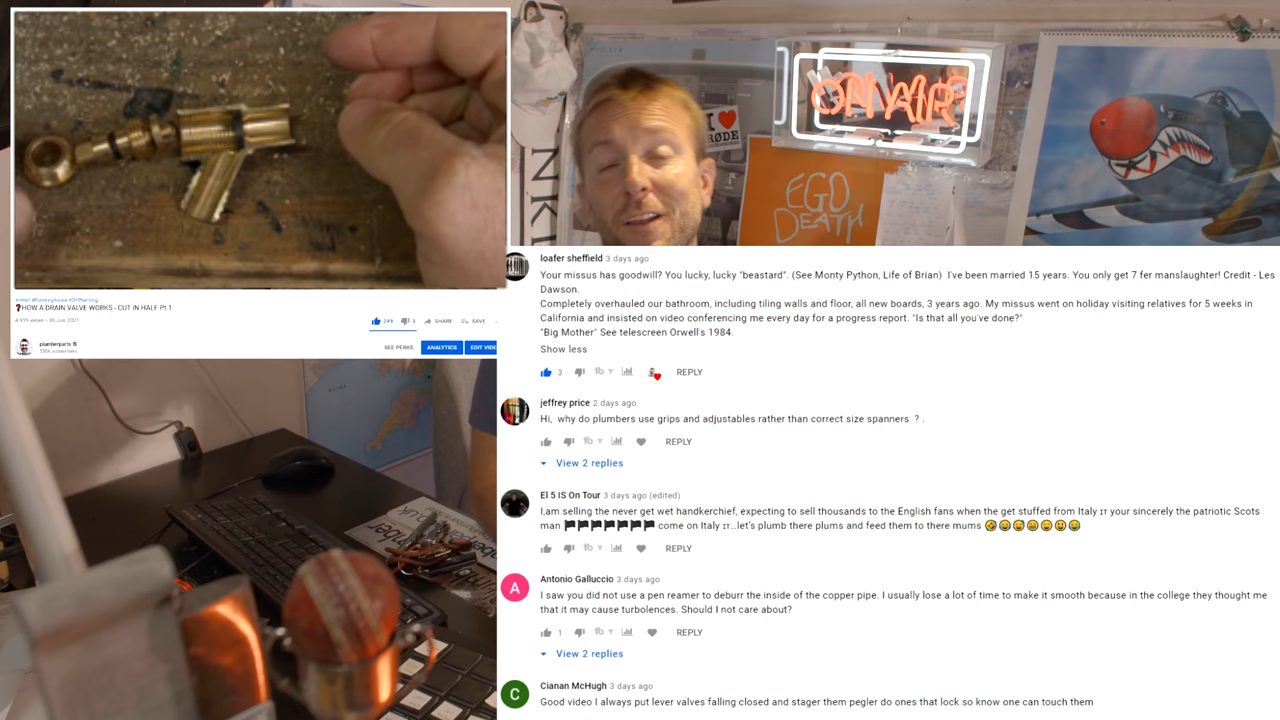 #OGLE13
I ♥
RØDE
ON AIR
EGO
DEATH
❓HOW A DRAIN VALVE WORKS - CUT IN HALF Pt.1
4,919 views • 30 Jun 2021
249
3
SHARE
SAVE
plumberparts
SEE PERKS
ANALYTICS
EDIT VIDE
loafer sheffield 3 days ago
Your missus has goodwill? You lucky, lucky "beastard". (See Monty Python, Life of Brian) I've been married 15 years. You only get 7 fer manslaughter! Credit - Les
Dawson.
Completely overhauled our bathroom, including tiling walls and floor, all new boards, 3 years ago. My missus went on holiday visiting relatives for 5 weeks in
California and insisted on video conferencing me every day for a progress report. "Is that all you've done?"
"Big Mother" See telescreen Orwell's 1984.
Show less
3
REPLY
jeffrey price 2 days ago
Hi, why do plumbers use grips and adjustables rather than correct size spanners ? .
REPLY
View 2 replies
El 5 IS On Tour 3 days ago (edited)
I,am selling the never get wet handkerchief, expecting to sell thousands to the English fans when the get stuffed from Italy 🇮🇹 your sincerely the patriotic Scots
man 🏴🏴🏴🏴🏴🏴🏴 come on Italy 🇮🇹…let's plumb there plums and feed them to there mums 🤣😂😅😆😄😃😂
REPLY
A
Antonio Galluccio 3 days ago
I saw you did not use a pen reamer to deburr the inside of the copper pipe. I usually lose a lot of time to make it smooth because in the college they thought me
that it may cause turbolences. Should I not care about?
1
REPLY
View 2 replies
C
Cianan McHugh 3 days ago
Good video I always put lever valves falling closed and stager them pegler do ones that lock so know one can touch them